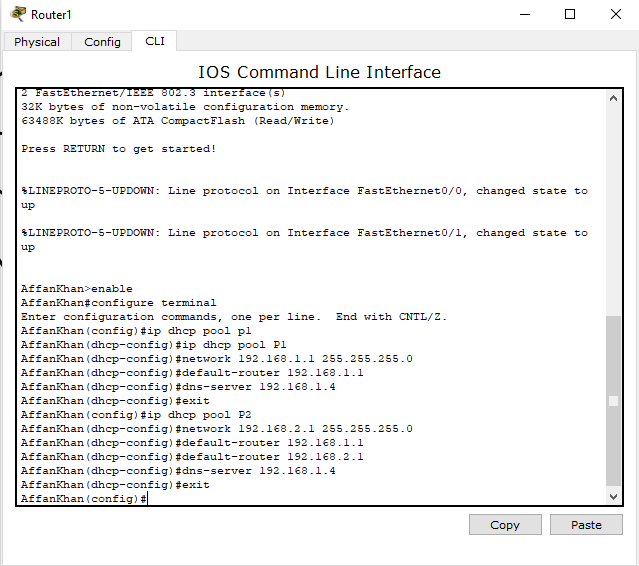 Router1
Physical Config CLI
IOS Command Line Interface
2 FastEthernet/IEEE 802.3 interface(s)
32K bytes of non-volatile configuration memory.
63488K bytes of ATA CompactFlash (Read/Write)
Press RETURN to get started!
%LINEPROTO-5-UPDOWN: Line protocol on Interface FastEthernet0/0, changed state to
up
%LINEPROTO-5-UPDOWN: Line protocol on Interface FastEthernet0/1, changed state to
up
AffanKhan>enable
AffanKhan#configure terminal
Enter configuration commands, one per line.  End with CNTL/Z.
AffanKhan(config)#ip dhcp pool p1
AffanKhan(dhcp-config)#ip dhcp pool P1
AffanKhan(dhcp-config)#network 192.168.1.1 255.255.255.0
AffanKhan(dhcp-config)#default-router 192.168.1.1
AffanKhan(dhcp-config)#dns-server 192.168.1.4
AffanKhan(dhcp-config)#exit
AffanKhan(config)#ip dhcp pool P2
AffanKhan(dhcp-config)#network 192.168.2.1 255.255.255.0
AffanKhan(dhcp-config)#default-router 192.168.1.1
AffanKhan(dhcp-config)#default-router 192.168.2.1
AffanKhan(dhcp-config)#dns-server 192.168.1.4
AffanKhan(dhcp-config)#exit
AffanKhan(config)#
Copy Paste